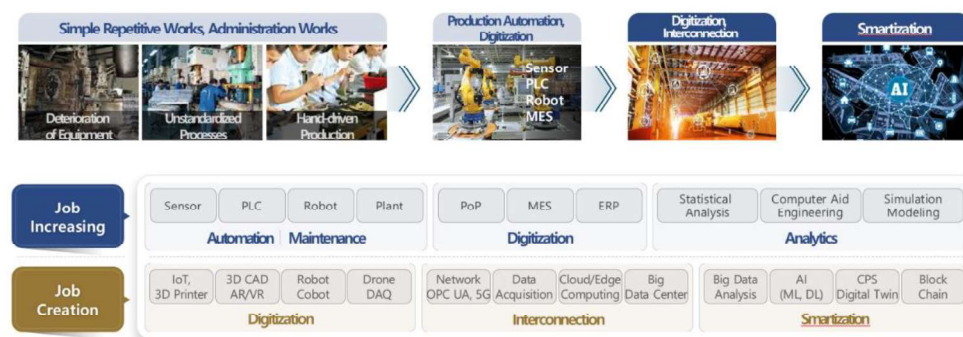 Simple Repetitive Works, Administration Works
Deterioration
of Equipment
Unstandardized
Processes
Hand-driven
Production
Production Automation,
Digitization
Sensor
PLC
Robot
MES
Digitization,
Interconnection
Smartization
AI
Job
Increasing
Sensor
PLC
Robot
Plant
Automation
Maintenance
PoP
MES
ERP
Digitization
Statistical
Analysis
Computer Aid
Engineering
Simulation
Modeling
Analytics
Job
Creation
IoT,
3D Printer
3D CAD
AR/VR
Robot
Cobot
Drone
DAQ
Digitization
Network
OPC UA, 5G
Data
Acquisition
Cloud/Edge
Computing
Big
Data Center
Interconnection
Big Data
Analysis
AI
(ML, DL)
CPS
Digital Twin
Block
Chain
Smartization